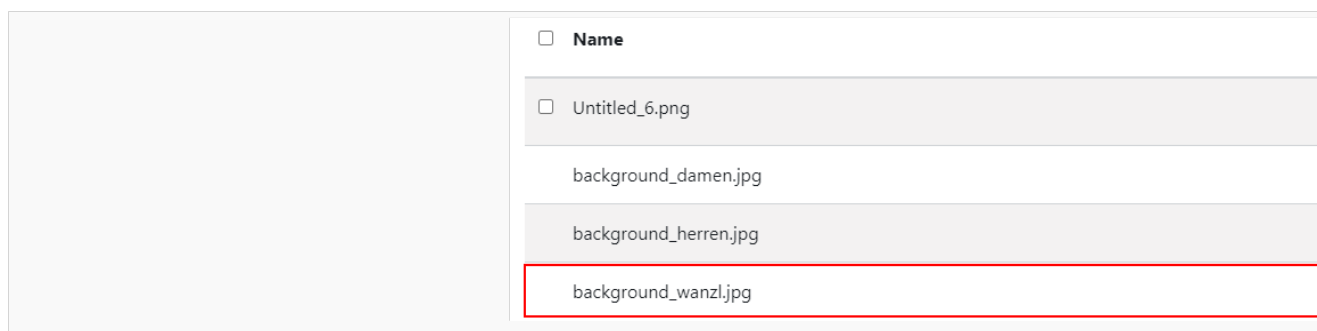 Name
Untitled_6.png
background_damen.jpg
background_herren.jpg
background_wanzl.jpg